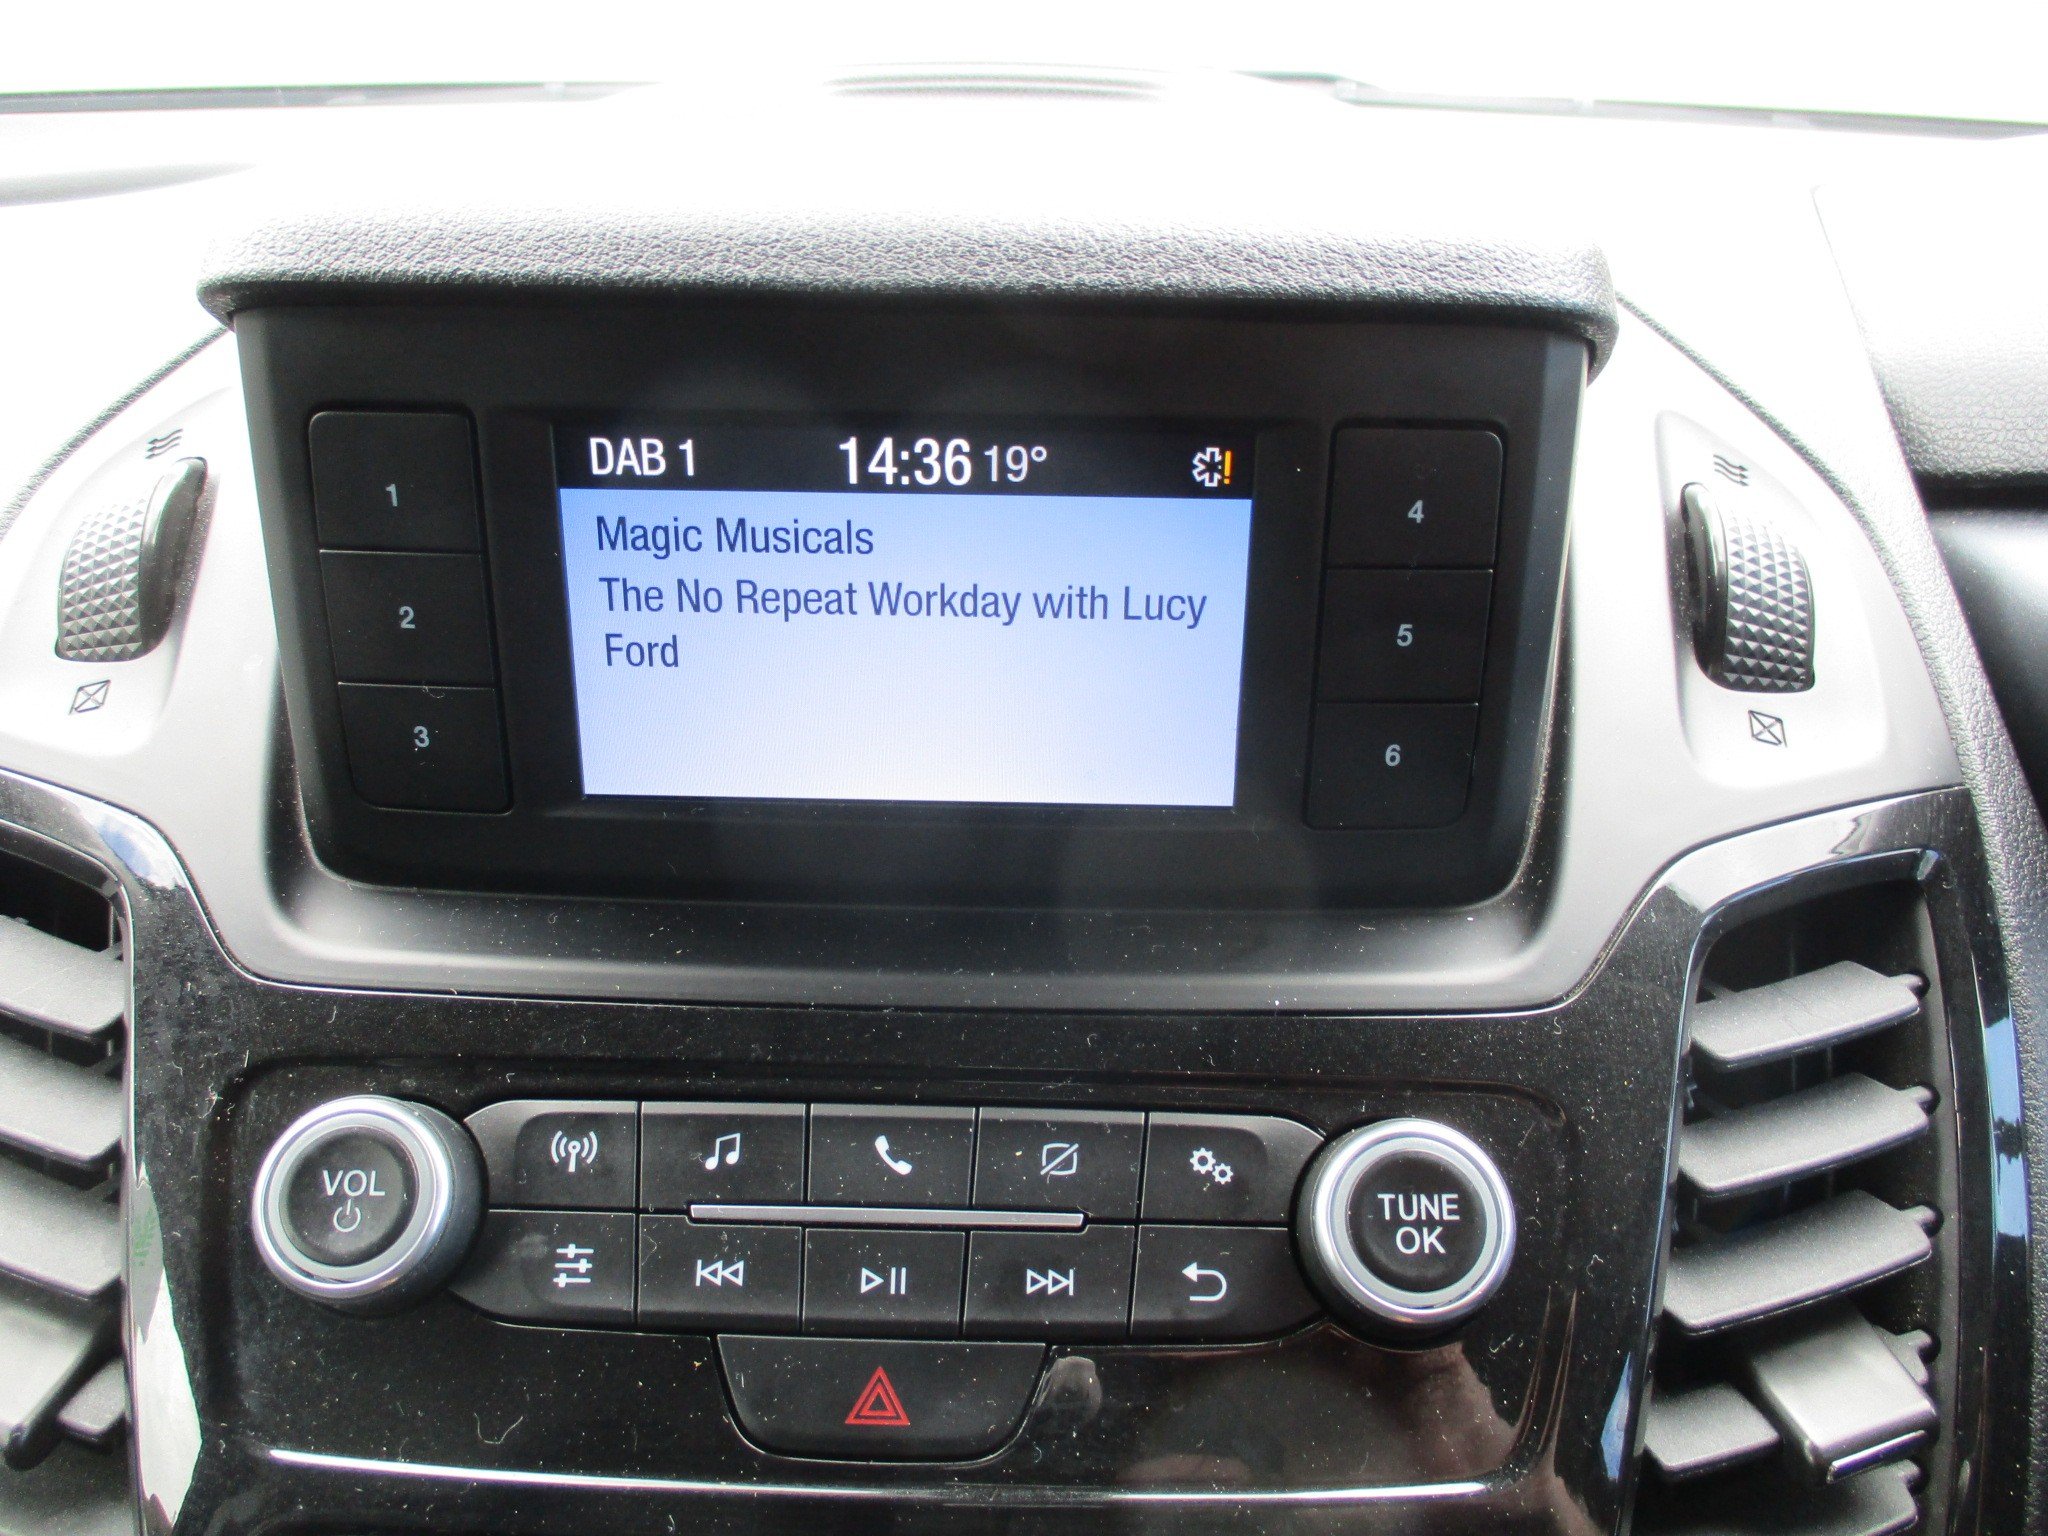 DAB 1 14:36 19°
Magic Musicals
The No Repeat Workday with Lucy
Ford
1
2
3
4
5
6
VOL
TUNE
OK